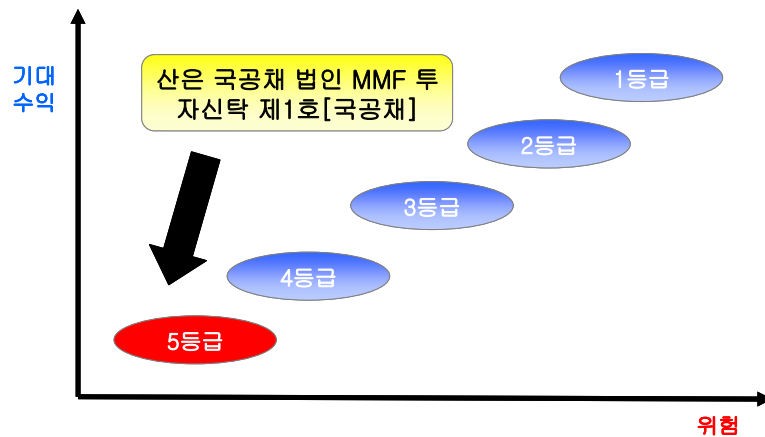 기대
수익
산은 국공채 법인 MMF 투
자신탁 제1호[국공채]
1등급
2등급
3등급
4등급
5등급
위험